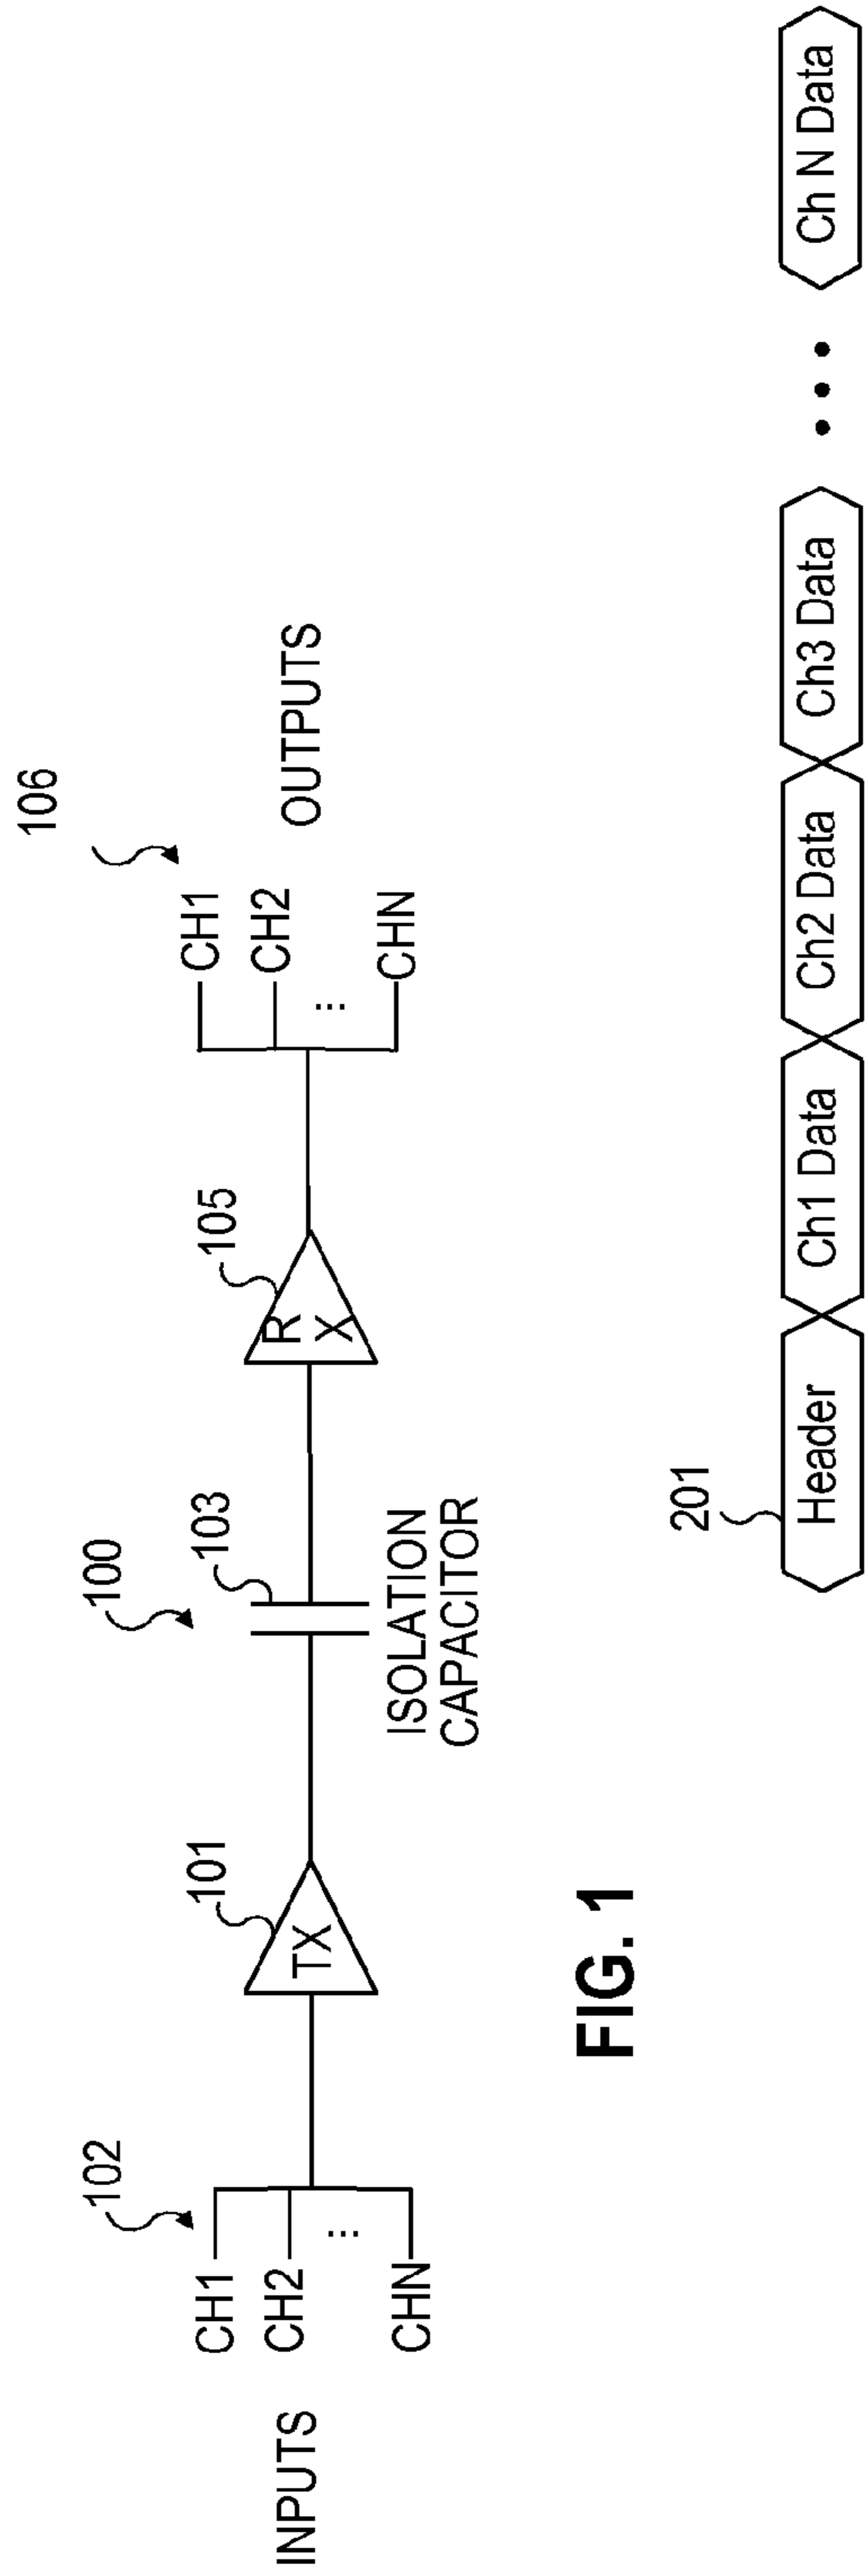 106
100
103
105
101
102
CH1
CH2
...
CHN
INPUTS
TX
ISOLATION
CAPACITOR
R
X
CH1
CH2
...
CHN
OUTPUTS
FIG. 1
201
Header
Ch1 Data
Ch2 Data
Ch3 Data
• • •
Ch N Data